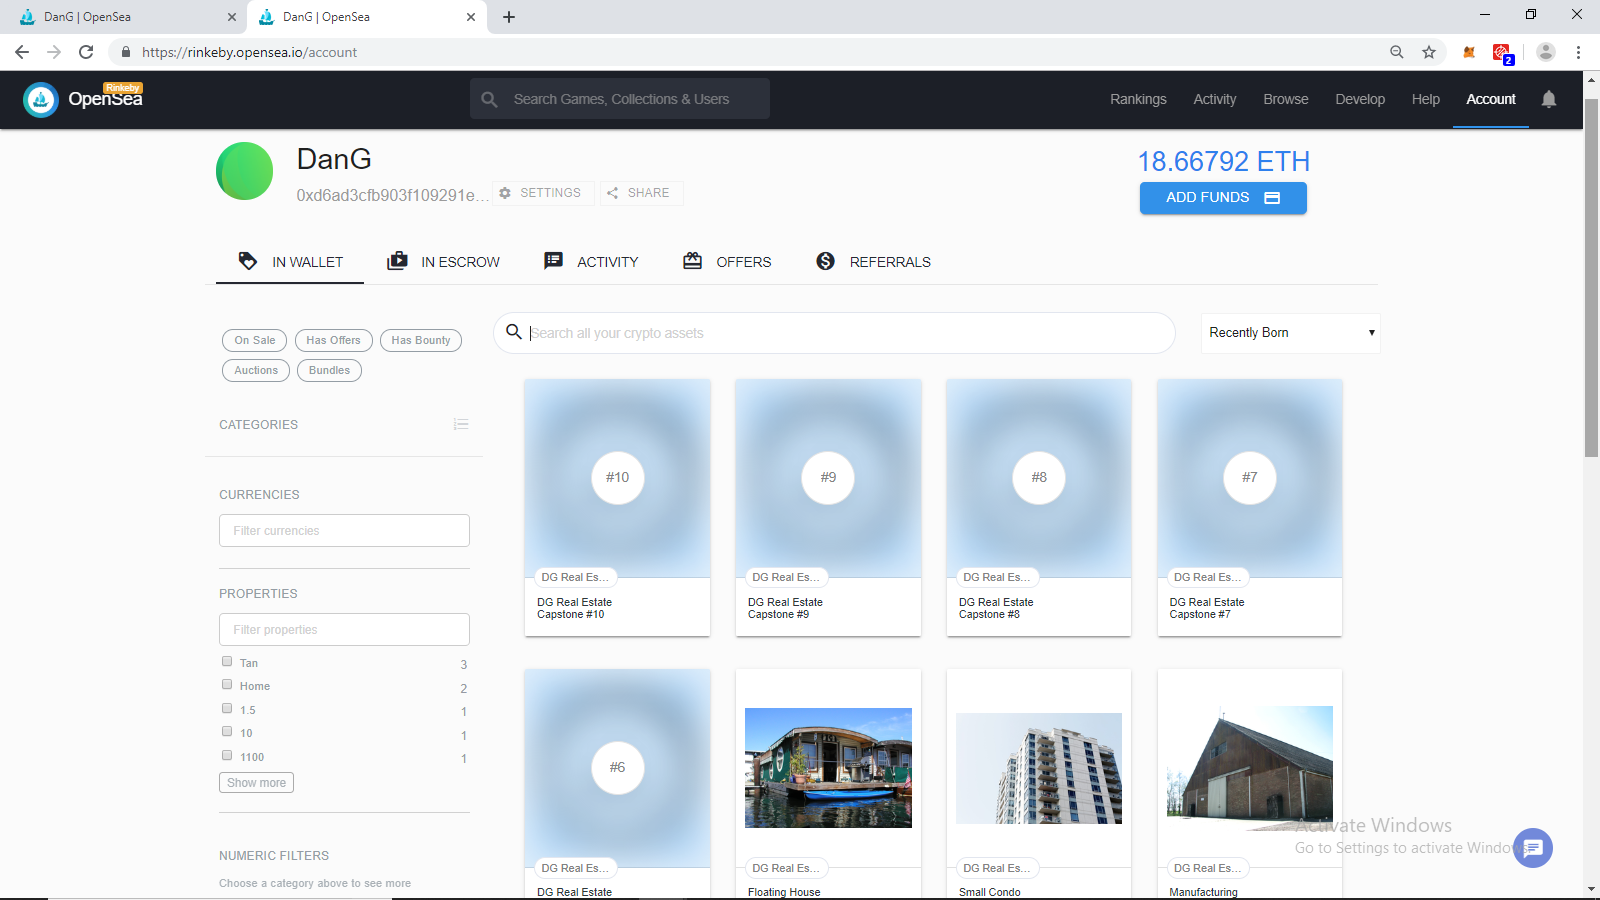 DanG | OpenSea
DanG | OpenSea
https://rinkeby.opensea.io/account
2
Rinkeby
OpenSea
Search Games, Collections & Users
Rankings
Activity
Browse
Develop
Help
Account
DanG
0xd6ad3cfb903f109291e...
SETTINGS
SHARE
18.66792 ETH
ADD FUNDS
IN WALLET
IN ESCROW
ACTIVITY
OFFERS
REFERRALS
Search all your crypto assets
Recently Born
On Sale
Has Offers
Has Bounty
Auctions
Bundles
CATEGORIES
CURRENCIES
Filter currencies
PROPERTIES
Filter properties
Tan 3
Home 2
1.5 1
10 1
1100 1
Show more
NUMERIC FILTERS
Choose a category above to see more
#10
DG Real Es...
DG Real Estate
Capstone #10
#9
DG Real Es...
DG Real Estate
Capstone #9
#8
DG Real Es...
DG Real Estate
Capstone #8
#7
DG Real Es...
DG Real Estate
Capstone #7
#6
DG Real Es...
DG Real Estate
DG Real Es...
Floating House
DG Real Es...
Small Condo
DG Real Es...
Manufacturing
Activate Windows
Go to Settings to activate Windows.